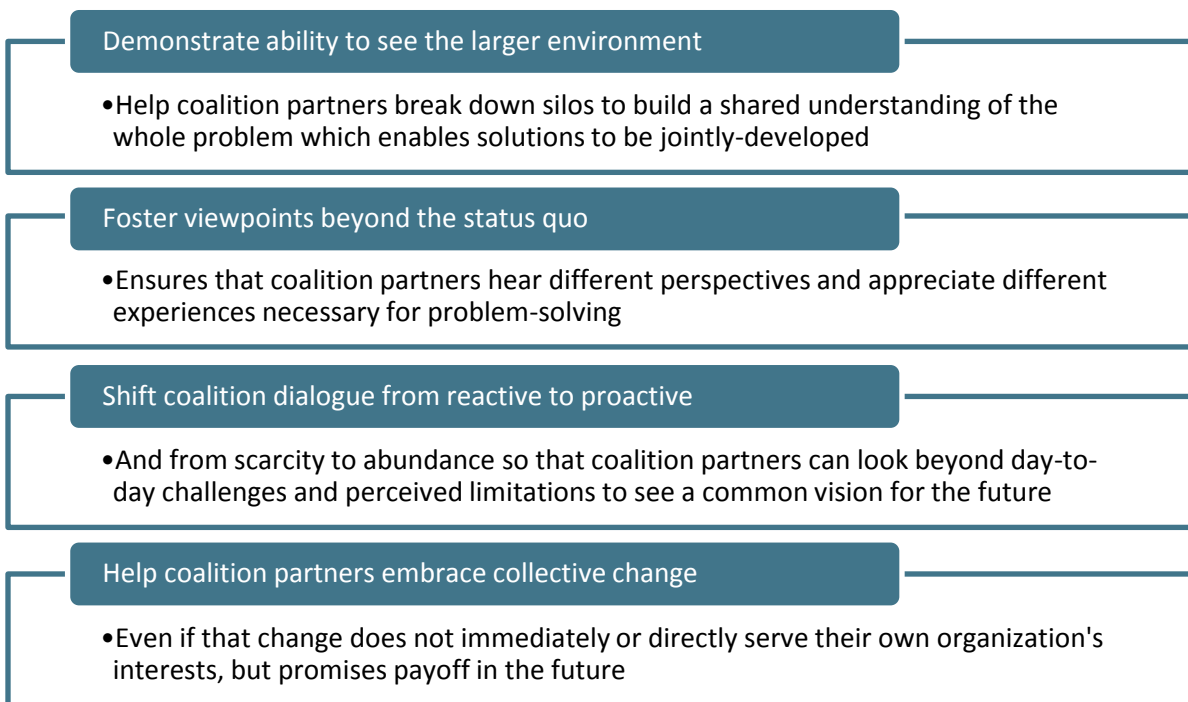 Demonstrate ability to see the larger environment
•Help coalition partners break down silos to build a shared understanding of the
whole problem which enables solutions to be jointly-developed
Foster viewpoints beyond the status quo
•Ensures that coalition partners hear different perspectives and appreciate different
experiences necessary for problem-solving
Shift coalition dialogue from reactive to proactive
•And from scarcity to abundance so that coalition partners can look beyond day-to-
day challenges and perceived limitations to see a common vision for the future
Help coalition partners embrace collective change
•Even if that change does not immediately or directly serve their own organization's
interests, but promises payoff in the future